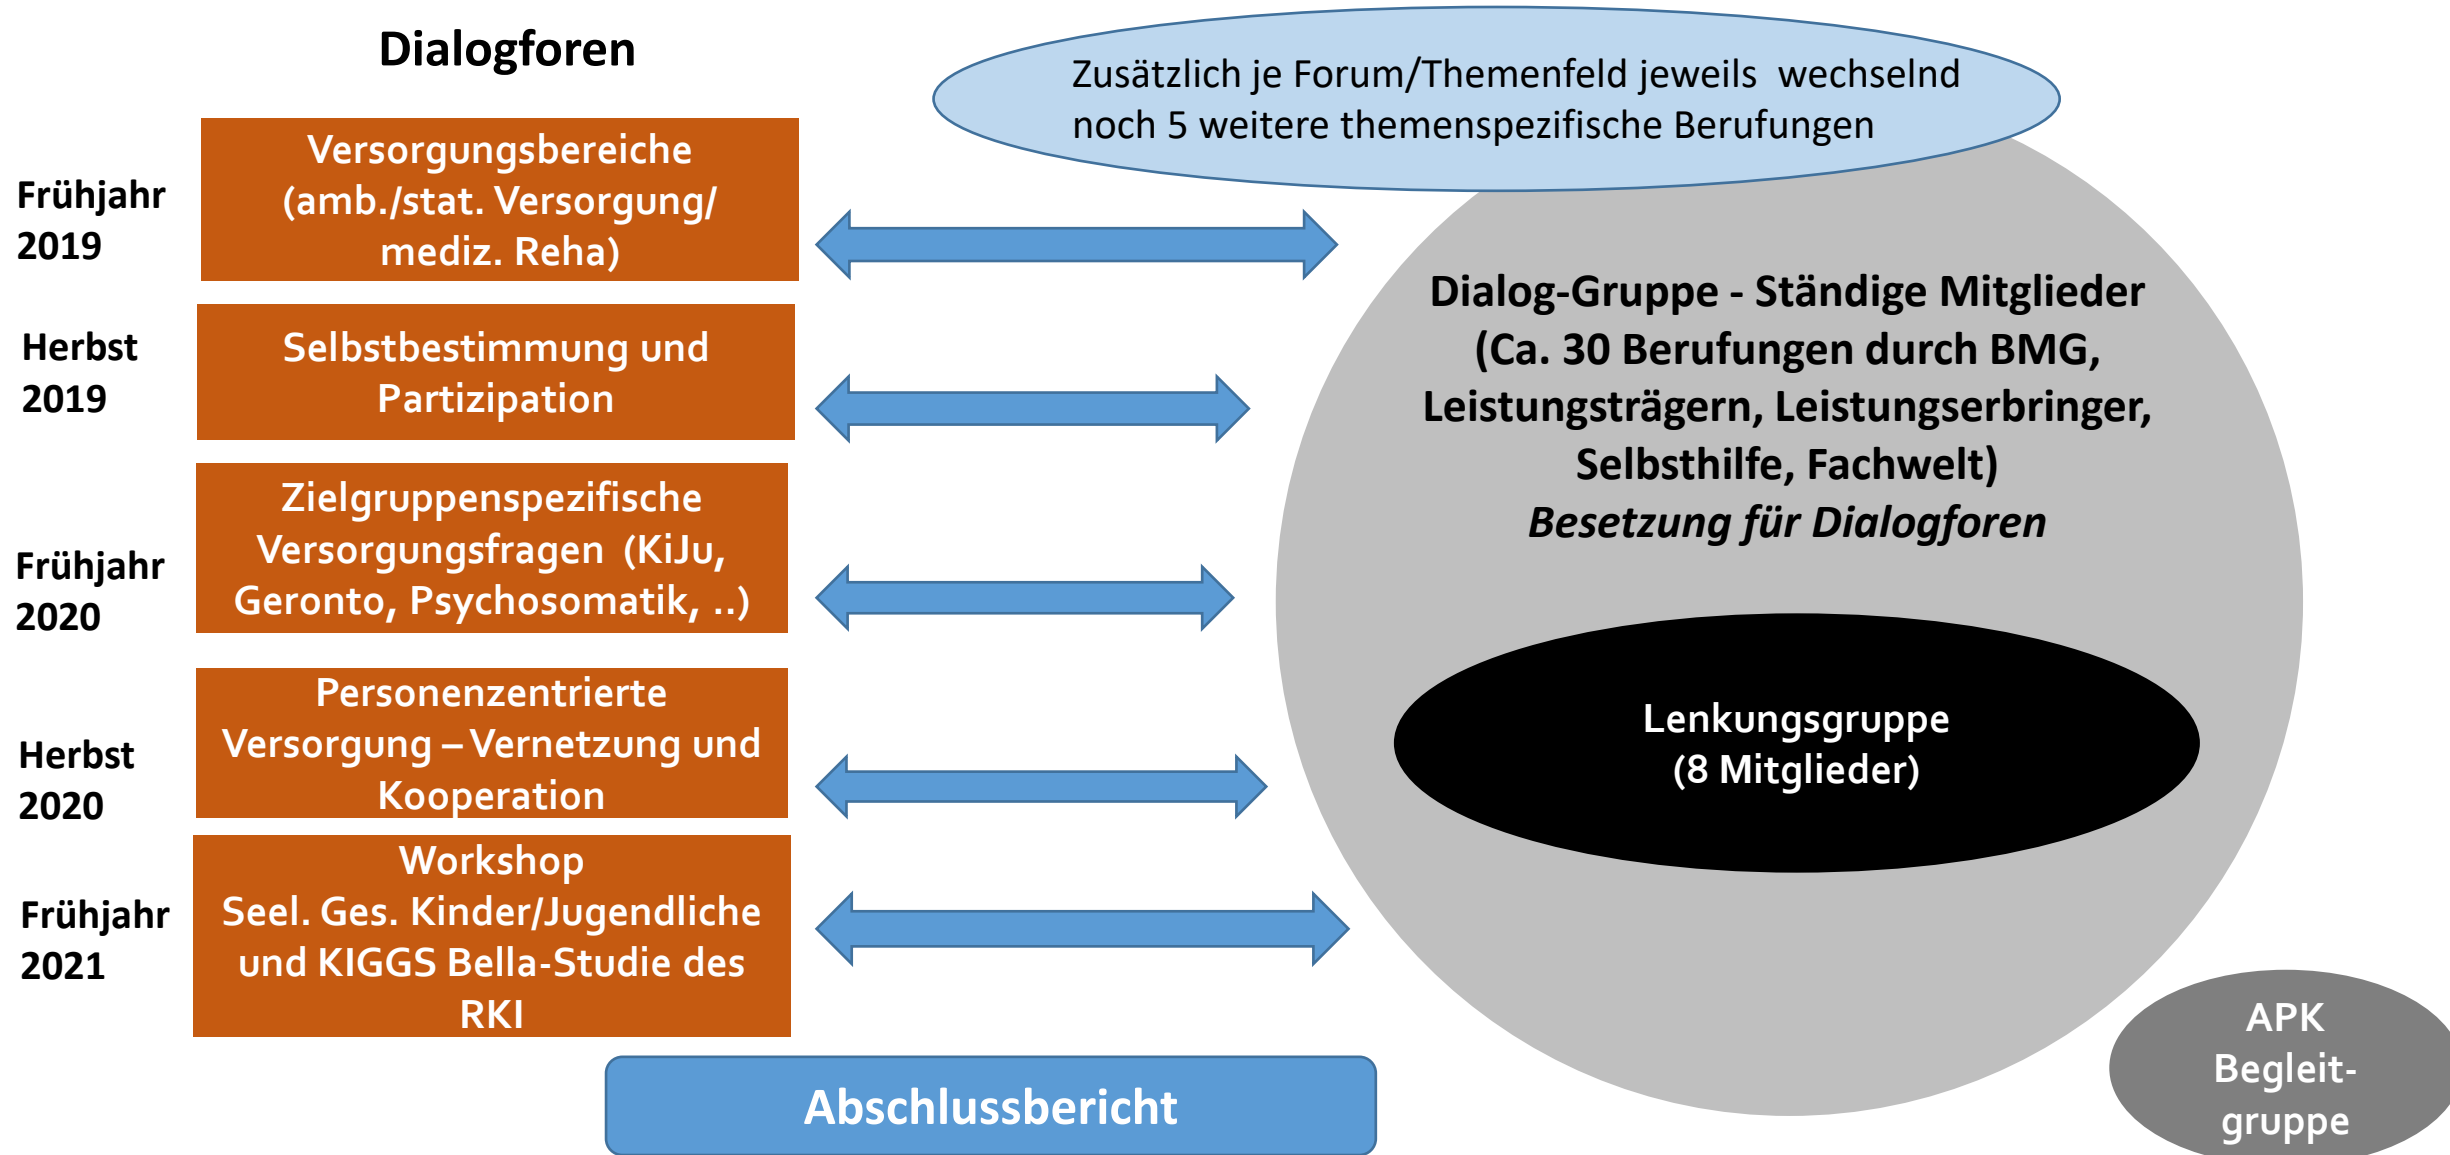 Dialogforen
Zusätzlich je Forum/Themenfeld jeweils wechselnd
noch 5 weitere themenspezifische Berufungen
Frühjahr
2019
Versorgungsbereiche
(amb./stat. Versorgung/
mediz. Reha)
Herbst
2019
Selbstbestimmung und
Partizipation
Frühjahr
2020
Zielgruppenspezifische
Versorgungsfragen (KiJu,
Geronto, Psychosomatik, ..)
Herbst
2020
Personenzentrierte
Versorgung – Vernetzung und
Kooperation
Frühjahr
2021
Workshop
Seel. Ges. Kinder/Jugendliche
und KIGGS Bella-Studie des
RKI
Dialog-Gruppe - Ständige Mitglieder
(Ca. 30 Berufungen durch BMG,
Leistungsträgern, Leistungserbringer,
Selbsthilfe, Fachwelt)
Besetzung für Dialogforen
Lenkungsgruppe
(8 Mitglieder)
APK
Begleit-
gruppe
Abschlussbericht